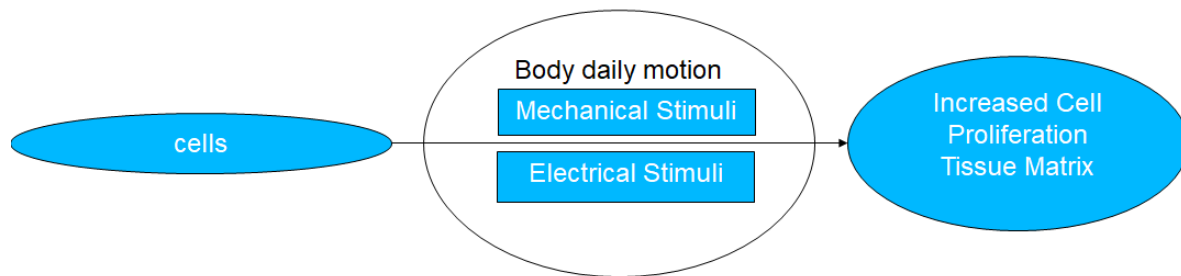 cells
Body daily motion
Mechanical Stimuli
Electrical Stimuli
Increased Cell
Proliferation
Tissue Matrix